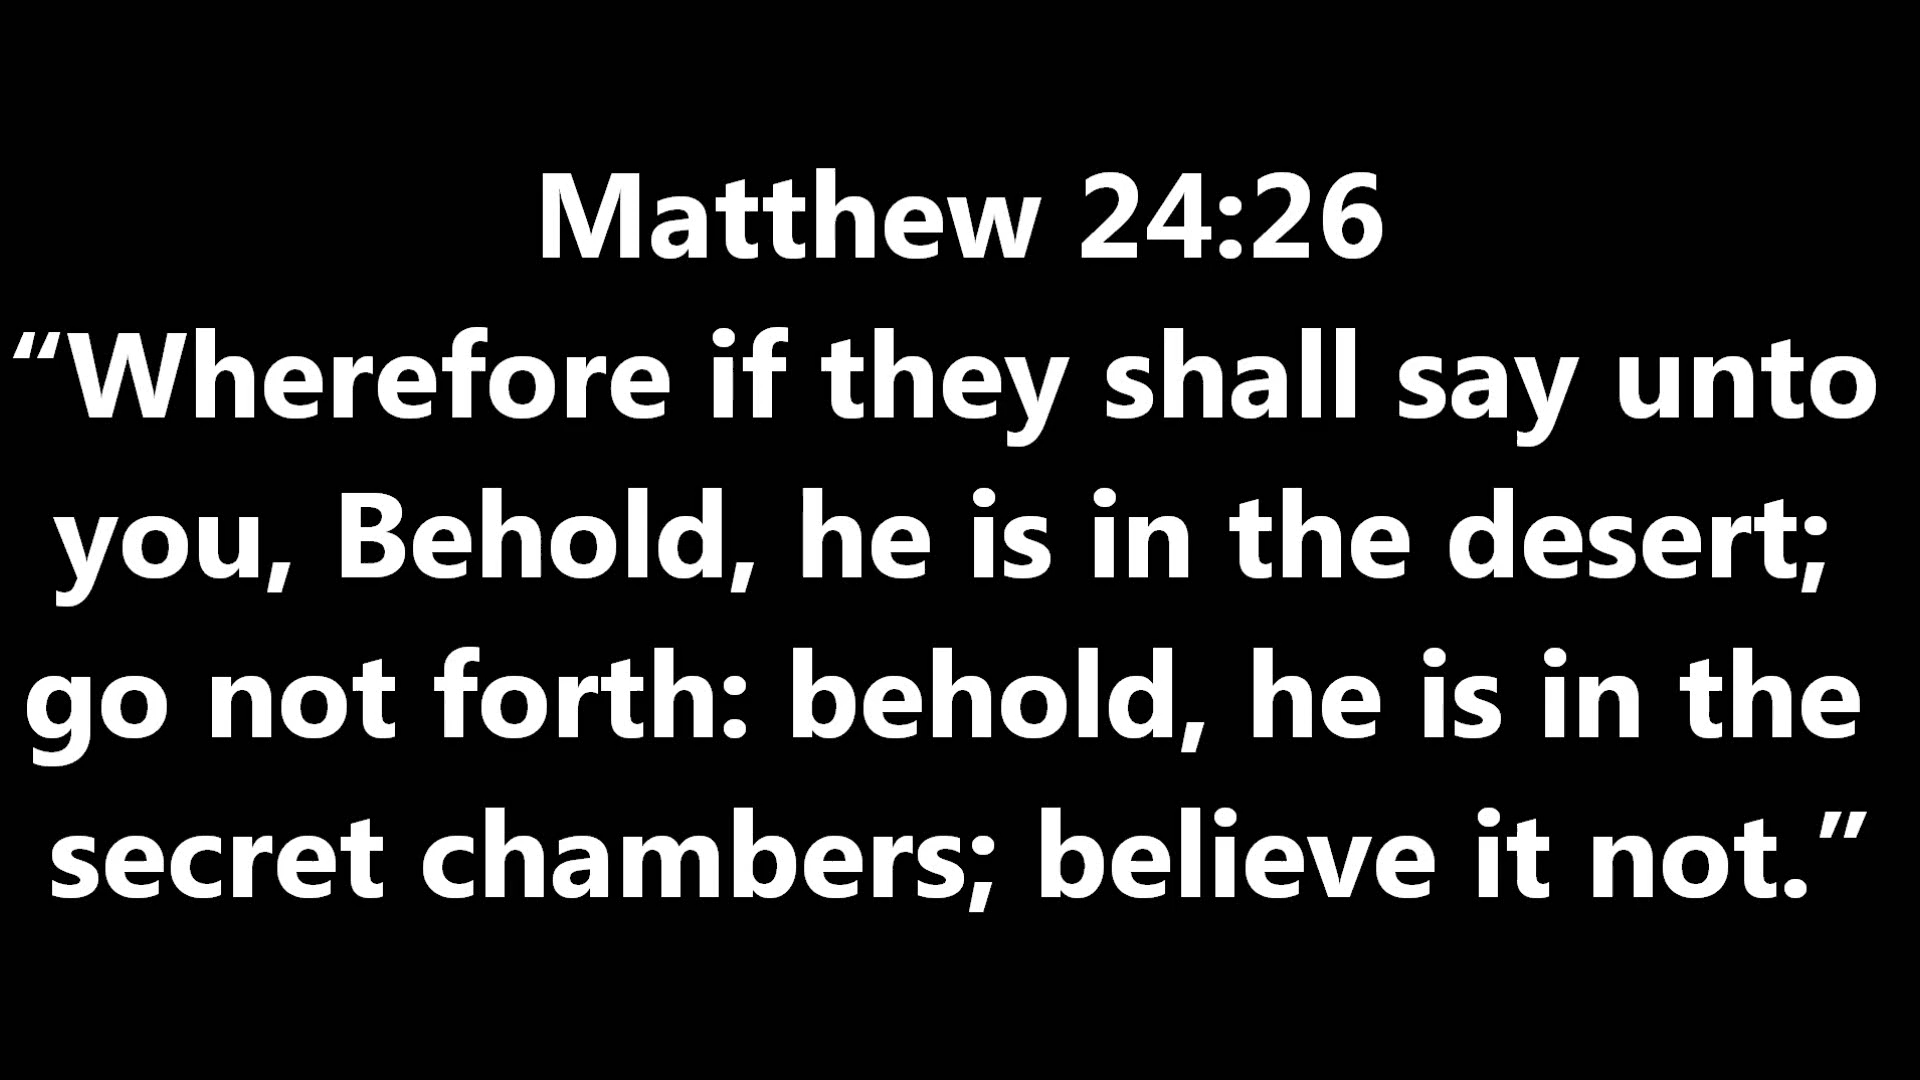 Matthew 24:26
“Wherefore if they shall say unto
you, Behold, he is in the desert;
go not forth: behold, he is in the
secret chambers; believe it not.”